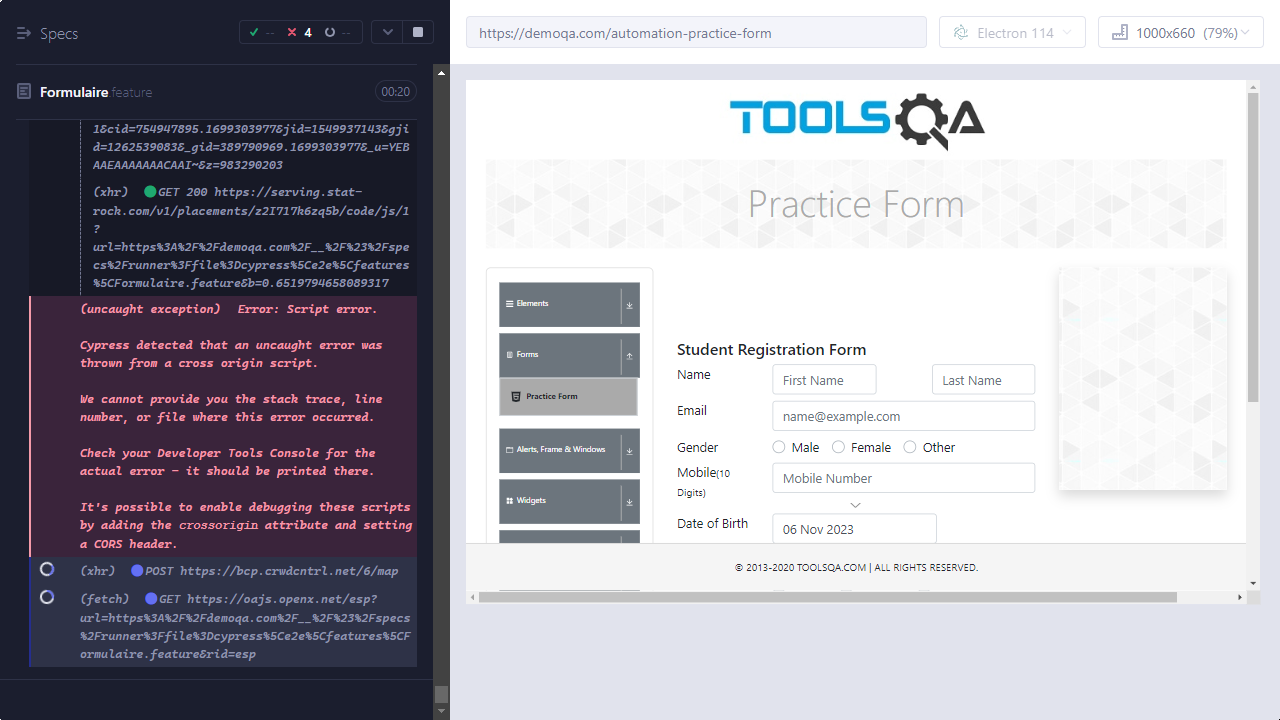 Specs
-- 4 --
Formulaire feature
00:20
1&cid=754947895.1699303977&jid=1549937143&gji
d=1262539083&_gid=389790969.1699303977&_u=YEB
AAEAAAAAAACAAI~&z=983290203
(xhr) GET 200 https://serving.stat-
rock.com/v1/placements/z2I717k6zq5b/code/js/1
?
url=https%3A%2F%2Fdemoqa.com%2F__%2F%23%2Fspe
cs%2Frunner%3Ffile%3Dcypress%5Ce2e%5Cfeatures
%5CFormulaire.feature&b=0.6519794658089317
(uncaught exception) Error: Script error.
Cypress detected that an uncaught error was
thrown from a cross origin script.
We cannot provide you the stack trace, line
number, or file where this error occurred.
Check your Developer Tools Console for the
actual error - it should be printed there.
It's possible to enable debugging these scripts
by adding the crossorigin attribute and setting
a CORS header.
(xhr) POST https://bcp.crwdcntrl.net/6/map
(fetch) GET https://oajs.openx.net/esp?
url=https%3A%2F%2Fdemoqa.com%2F__%2F%23%2Fspecs
%2Frunner%3Ffile%3Dcypress%5Ce2e%5Cfeatures%5CF
ormulaire.feature&rid=esp
https://demoqa.com/automation-practice-form
Electron 114
1000x660 (79%)
TOOLSQA
Practice Form
Elements
Forms
Practice Form
Alerts, Frame & Windows
Widgets
Student Registration Form
Name
First Name
Last Name
Email
name@example.com
Gender
Male
Female
Other
Mobile(10
Digits)
Mobile Number
Date of Birth
06 Nov 2023
© 2013-2020 TOOLSQA.COM | ALL RIGHTS RESERVED.